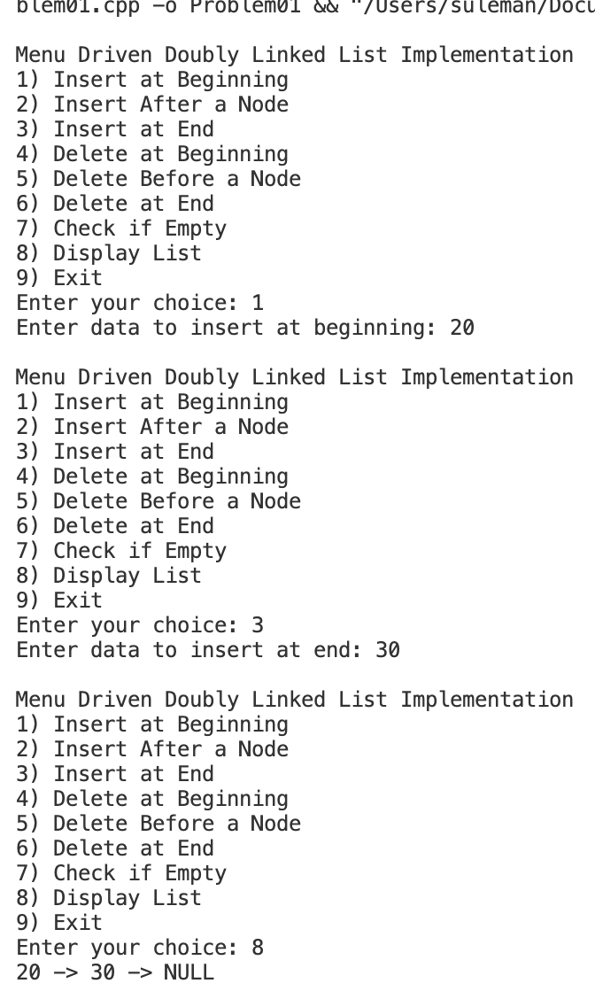 blem01.cpp -o Problem01 && "/Users/suleman/Docu
Menu Driven Doubly Linked List Implementation
1) Insert at Beginning
2) Insert After a Node
3) Insert at End
4) Delete at Beginning
5) Delete Before a Node
6) Delete at End
7) Check if Empty
8) Display List
9) Exit
Enter your choice: 1
Enter data to insert at beginning: 20
Menu Driven Doubly Linked List Implementation
1) Insert at Beginning
2) Insert After a Node
3) Insert at End
4) Delete at Beginning
5) Delete Before a Node
6) Delete at End
7) Check if Empty
8) Display List
9) Exit
Enter your choice: 3
Enter data to insert at end: 30
Menu Driven Doubly Linked List Implementation
1) Insert at Beginning
2) Insert After a Node
3) Insert at End
4) Delete at Beginning
5) Delete Before a Node
6) Delete at End
7) Check if Empty
8) Display List
9) Exit
Enter your choice: 8
20 -> 30 -> NULL